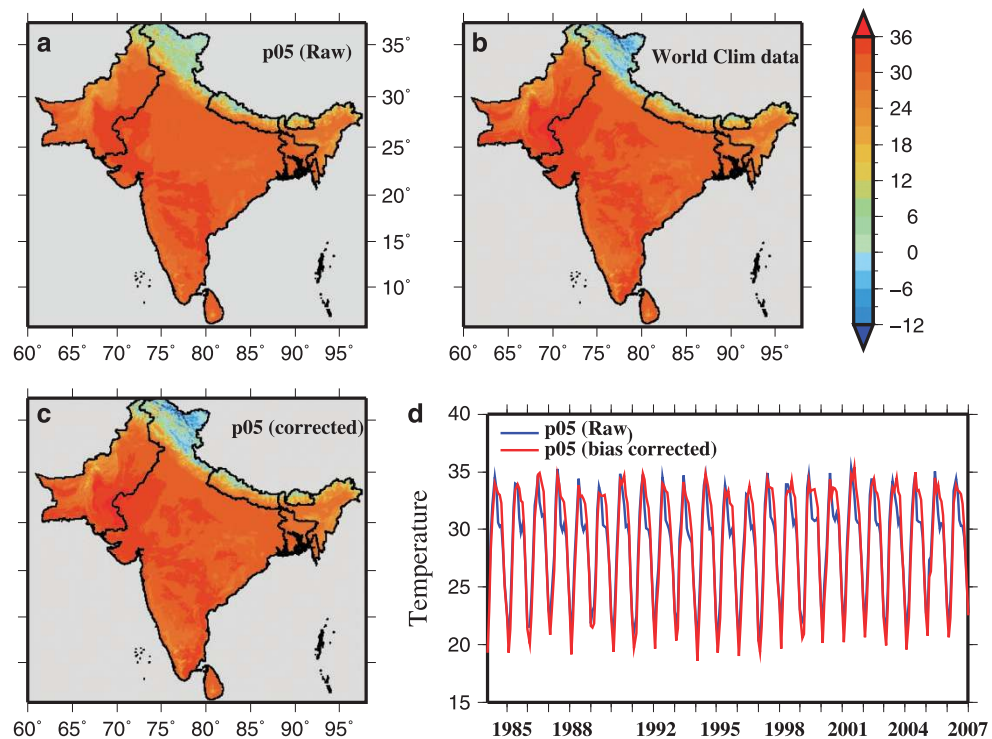 a
p05 (Raw)
35°
30°
25°
20°
15°
10°
60° 65° 70° 75° 80° 85° 90° 95°
b
World Clim data
60° 65° 70° 75° 80° 85° 90° 95°
36
30
24
18
12
6
0
−6
−12
c
p05 (corrected)
60° 65° 70° 75° 80° 85° 90° 95°
d
p05 (Raw)
p05 (bias corrected)
Temperature
40
35
30
25
20
15
1985 1988 1992 1995 1998 2001 2004 2007